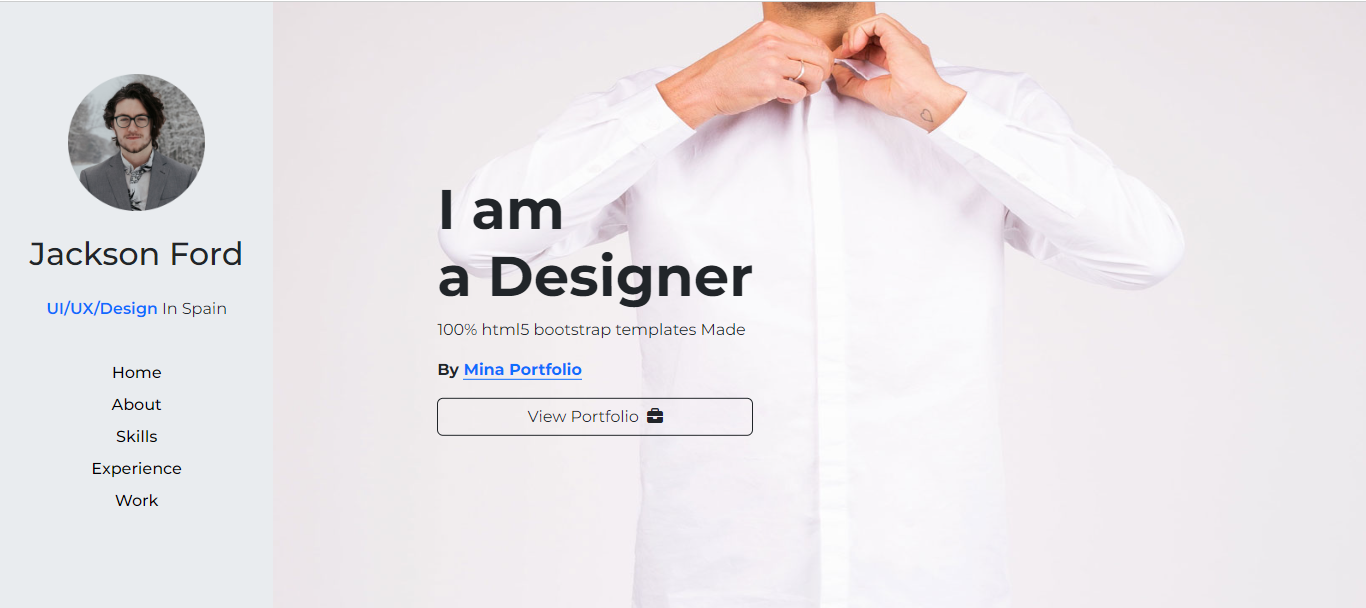 Jackson Ford
UI/UX/Design In Spain
Home
About
Skills
Experience
Work
I am
a Designer
100% html5 bootstrap templates Made
By Mina Portfolio
View Portfolio